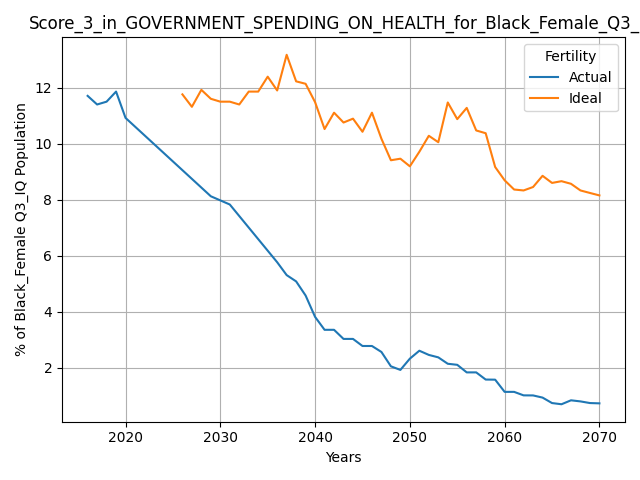 Score_3_in_GOVERNMENT_SPENDING_ON_HEALTH_for_Black_Female_Q3_
Fertility
Actual
Ideal
% of Black_Female Q3_IQ Population
12
10
8
6
4
2
2020 2030 2040 2050 2060 2070
Years